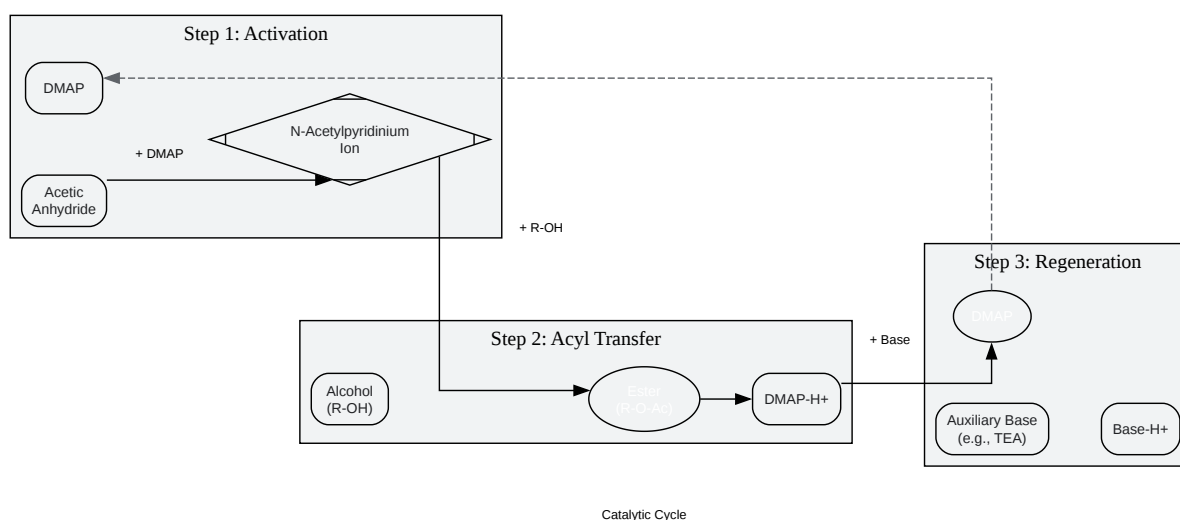 Step 1: Activation
DMAP
N-Acetylpyridinium
Ion
+ DMAP
Acetic
Anhydride
+ R-OH
Step 2: Acyl Transfer
Alcohol
(R-OH)
Ester
(R-O-Ac)
DMAP-H+
+ Base
Step 3: Regeneration
DMAP
Auxiliary Base
(e.g., TEA)
Base-H+
Catalytic Cycle